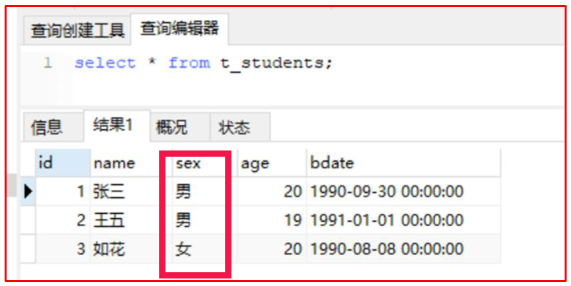 查询创建工具 查询编辑器
1 select * from t_students;
信息 结果1 概况 状态
id name sex age bdate
1 张三 男 20 1990-09-30 00:00:00
2 王五 男 19 1991-01-01 00:00:00
3 如花 女 20 1990-08-08 00:00:00